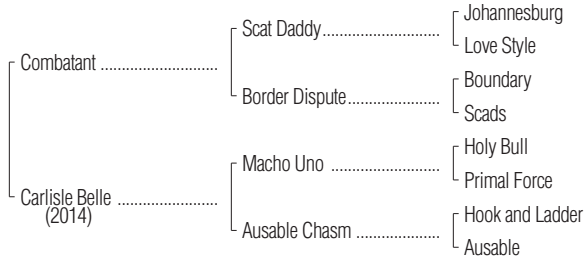 Johannesburg
Scat Daddy
Love Style
Combatant
Boundary
Border Dispute
Scads
Holy Bull
Macho Uno
Primal Force
Carlisle Belle
(2014)
Hook and Ladder
Ausable Chasm
Ausable